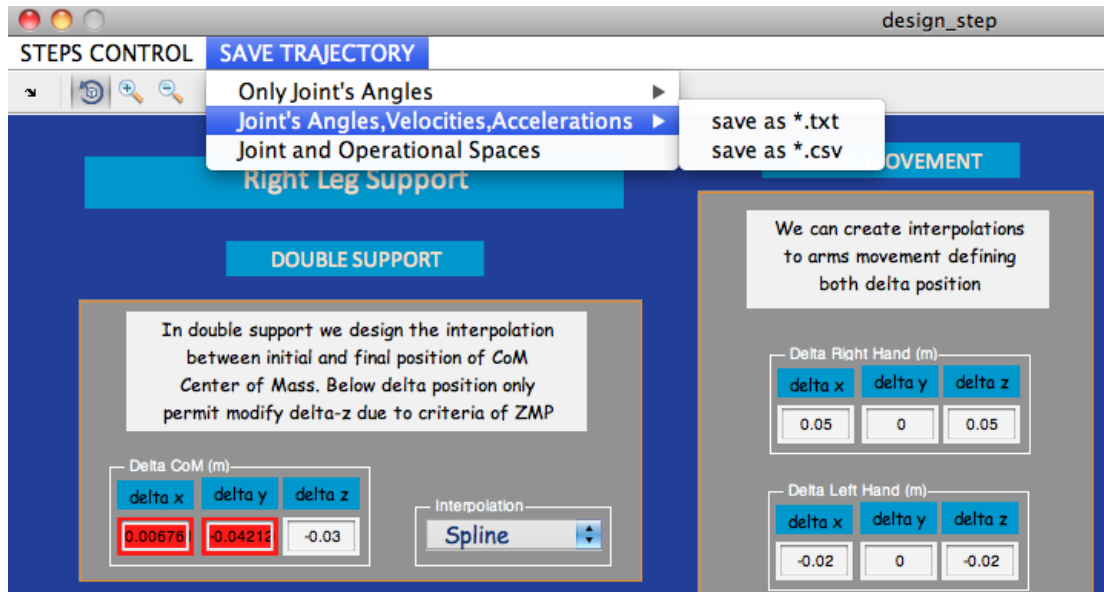 design_step
STEPS CONTROL SAVE TRAJECTORY
Only Joint's Angles
Joint's Angles,Velocities,Accelerations
Joint and Operational Spaces
save as *.txt
save as *.csv
Right Leg Support
MOVEMENT
DOUBLE SUPPORT
In double support we design the interpolation
between initial and final position of CoM
Center of Mass. Below delta position only
permit modify delta-z due to criteria of ZMP
Delta CoM (m)
delta x delta y delta z
0.00676 -0.04212 -0.03
Interpolation
Spline
We can create interpolations
to arms movement defining
both delta position
Delta Right Hand (m)
delta x delta y delta z
0.05 0 0.05
Delta Left Hand (m)
delta x delta y delta z
-0.02 0 -0.02